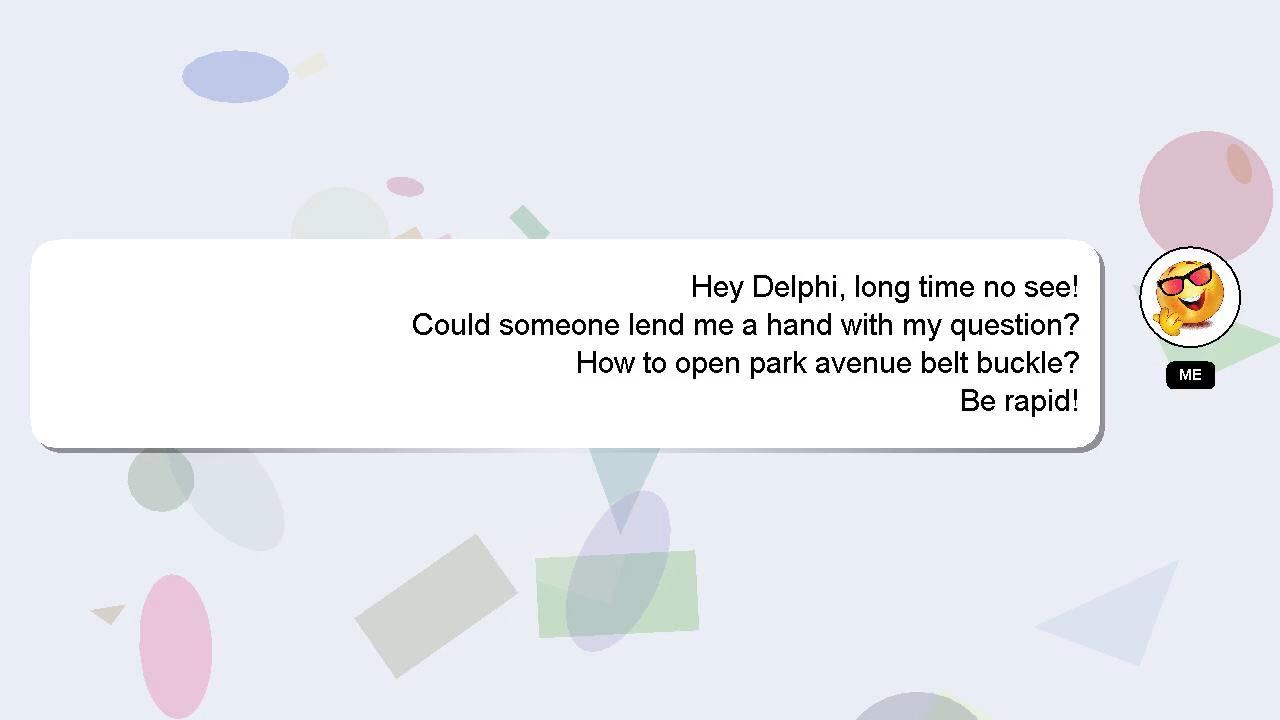 Hey Delphi, long time no see!
Could someone lend me a hand with my question?
How to open park avenue belt buckle?
Be rapid!
ME